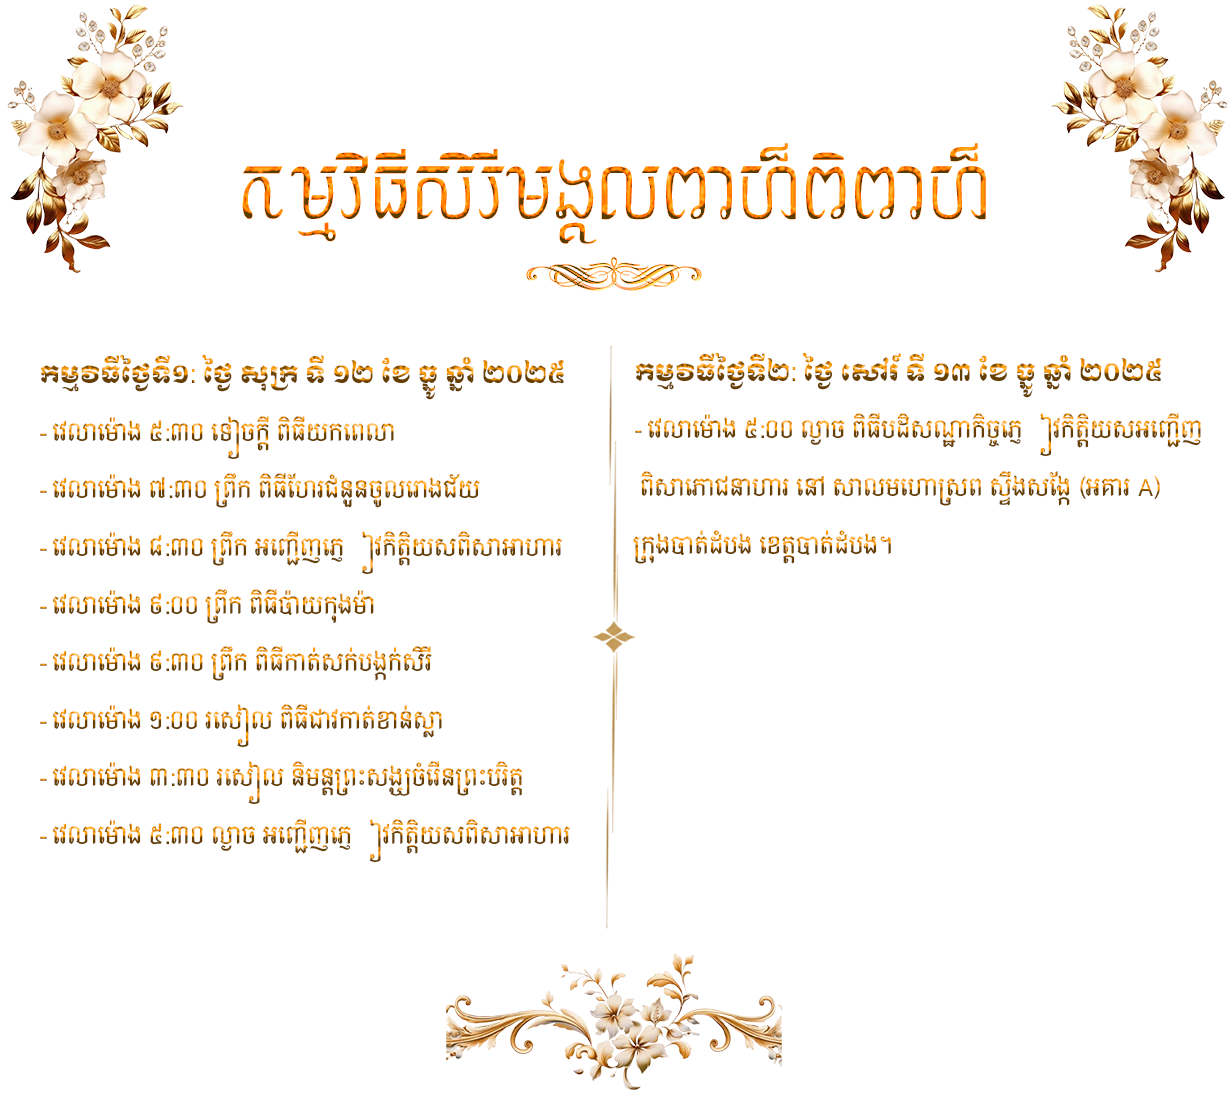 កម្មវិធីសិរីមង្គលពាហ៍ពិពាហ៍
កម្មវិធីថ្ងៃទី១: ថ្ងៃ សុក្រ ទី ១២ ខែ ធ្នូ ឆ្នាំ ២០២៥
- វេលាម៉ោង ៥:៣០ ទៀបភ្លឺ ពិធីយកពេលា
- វេលាម៉ោង ៧:៣០ ព្រឹក ពិធីហែរជំនួនចូលរោងជ័យ
- វេលាម៉ោង ៨:៣០ ព្រឹក អញ្ជើញភ្ញៀវកិត្តិយសពិសាអាហារ
- វេលាម៉ោង ៩:០០ ព្រឹក ពិធីបាយកុងម៉ា
- វេលាម៉ោង ៩:៣០ ព្រឹក ពិធីកាត់សក់បង្កក់សិរី
- វេលាម៉ោង ១:០០ រសៀល ពិធីជាវកាត់ខាន់ស្លា
- វេលាម៉ោង ៣:៣០ រសៀល និមន្តព្រះសង្ឃចំរើនព្រះបរិត្ត
- វេលាម៉ោង ៥:៣០ ល្ងាច អញ្ជើញភ្ញៀវកិត្តិយសពិសាអាហារ
កម្មវិធីថ្ងៃទី២: ថ្ងៃ សៅរ៍ ទី ១៣ ខែ ធ្នូ ឆ្នាំ ២០២៥
- វេលាម៉ោង ៥:០០ ល្ងាច ពិធីបដិសណ្ឋារកិច្ចភ្ញៀវកិត្តិយសអញ្ជើញ
ពិសាភោជនាហារ នៅ សាលមហោស្រព ស្ទឹងសង្កែ (អគារ A)
ក្រុងបាត់ដំបង ខេត្តបាត់ដំបង។